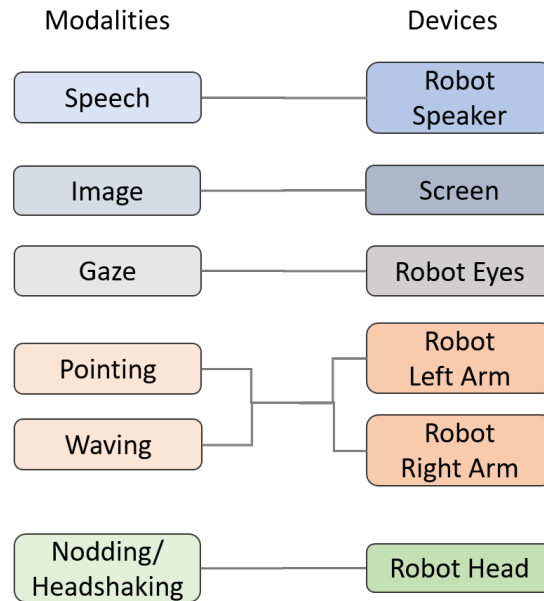 Modalities Devices
Speech
Robot
Speaker
Image
Screen
Gaze
Robot Eyes
Pointing
Robot
Left Arm
Waving
Robot
Right Arm
Nodding/
Headshaking
Robot Head